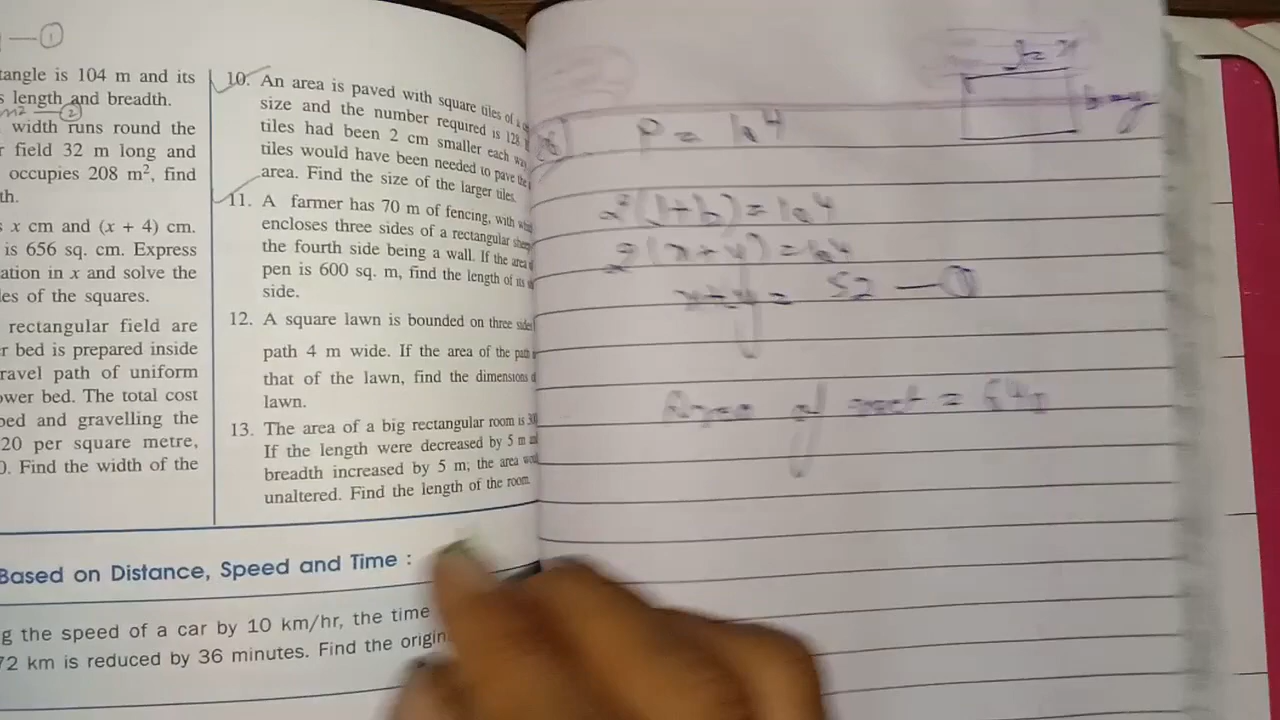 — ①
tangle is 104 m and its
s length and breadth.
m² — ②
width runs round the
r field 32 m long and
occupies 208 m², find
th.
s x cm and (x + 4) cm.
is 656 sq. cm. Express
ation in x and solve the
les of the squares.
rectangular field are
r bed is prepared inside
ravel path of uniform
ower bed. The total cost
bed and gravelling the
20 per square metre,
0. Find the width of the
10. An area is paved with square tiles of a
size and the number required is 128.
tiles had been 2 cm smaller each way
tiles would have been needed to pave the
area. Find the size of the larger tiles.
11. A farmer has 70 m of fencing, with
encloses three sides of a rectangular sheep
the fourth side being a wall. If the area
pen is 600 sq. m, find the length of its
side.
12. A square lawn is bounded on three sides
path 4 m wide. If the area of the path
that of the lawn, find the dimensions
lawn.
13. The area of a big rectangular room is 300
If the length were decreased by 5 m
breadth increased by 5 m; the area
unaltered. Find the length of the room.
Based on Distance, Speed and Time :
g the speed of a car by 10 km/hr, the time
72 km is reduced by 36 minutes. Find the origin
l = x
b = y
P = 104
2(l+b) = 104
2(x+y) = 104
x+y = 52 — ①
Area of rect = 64